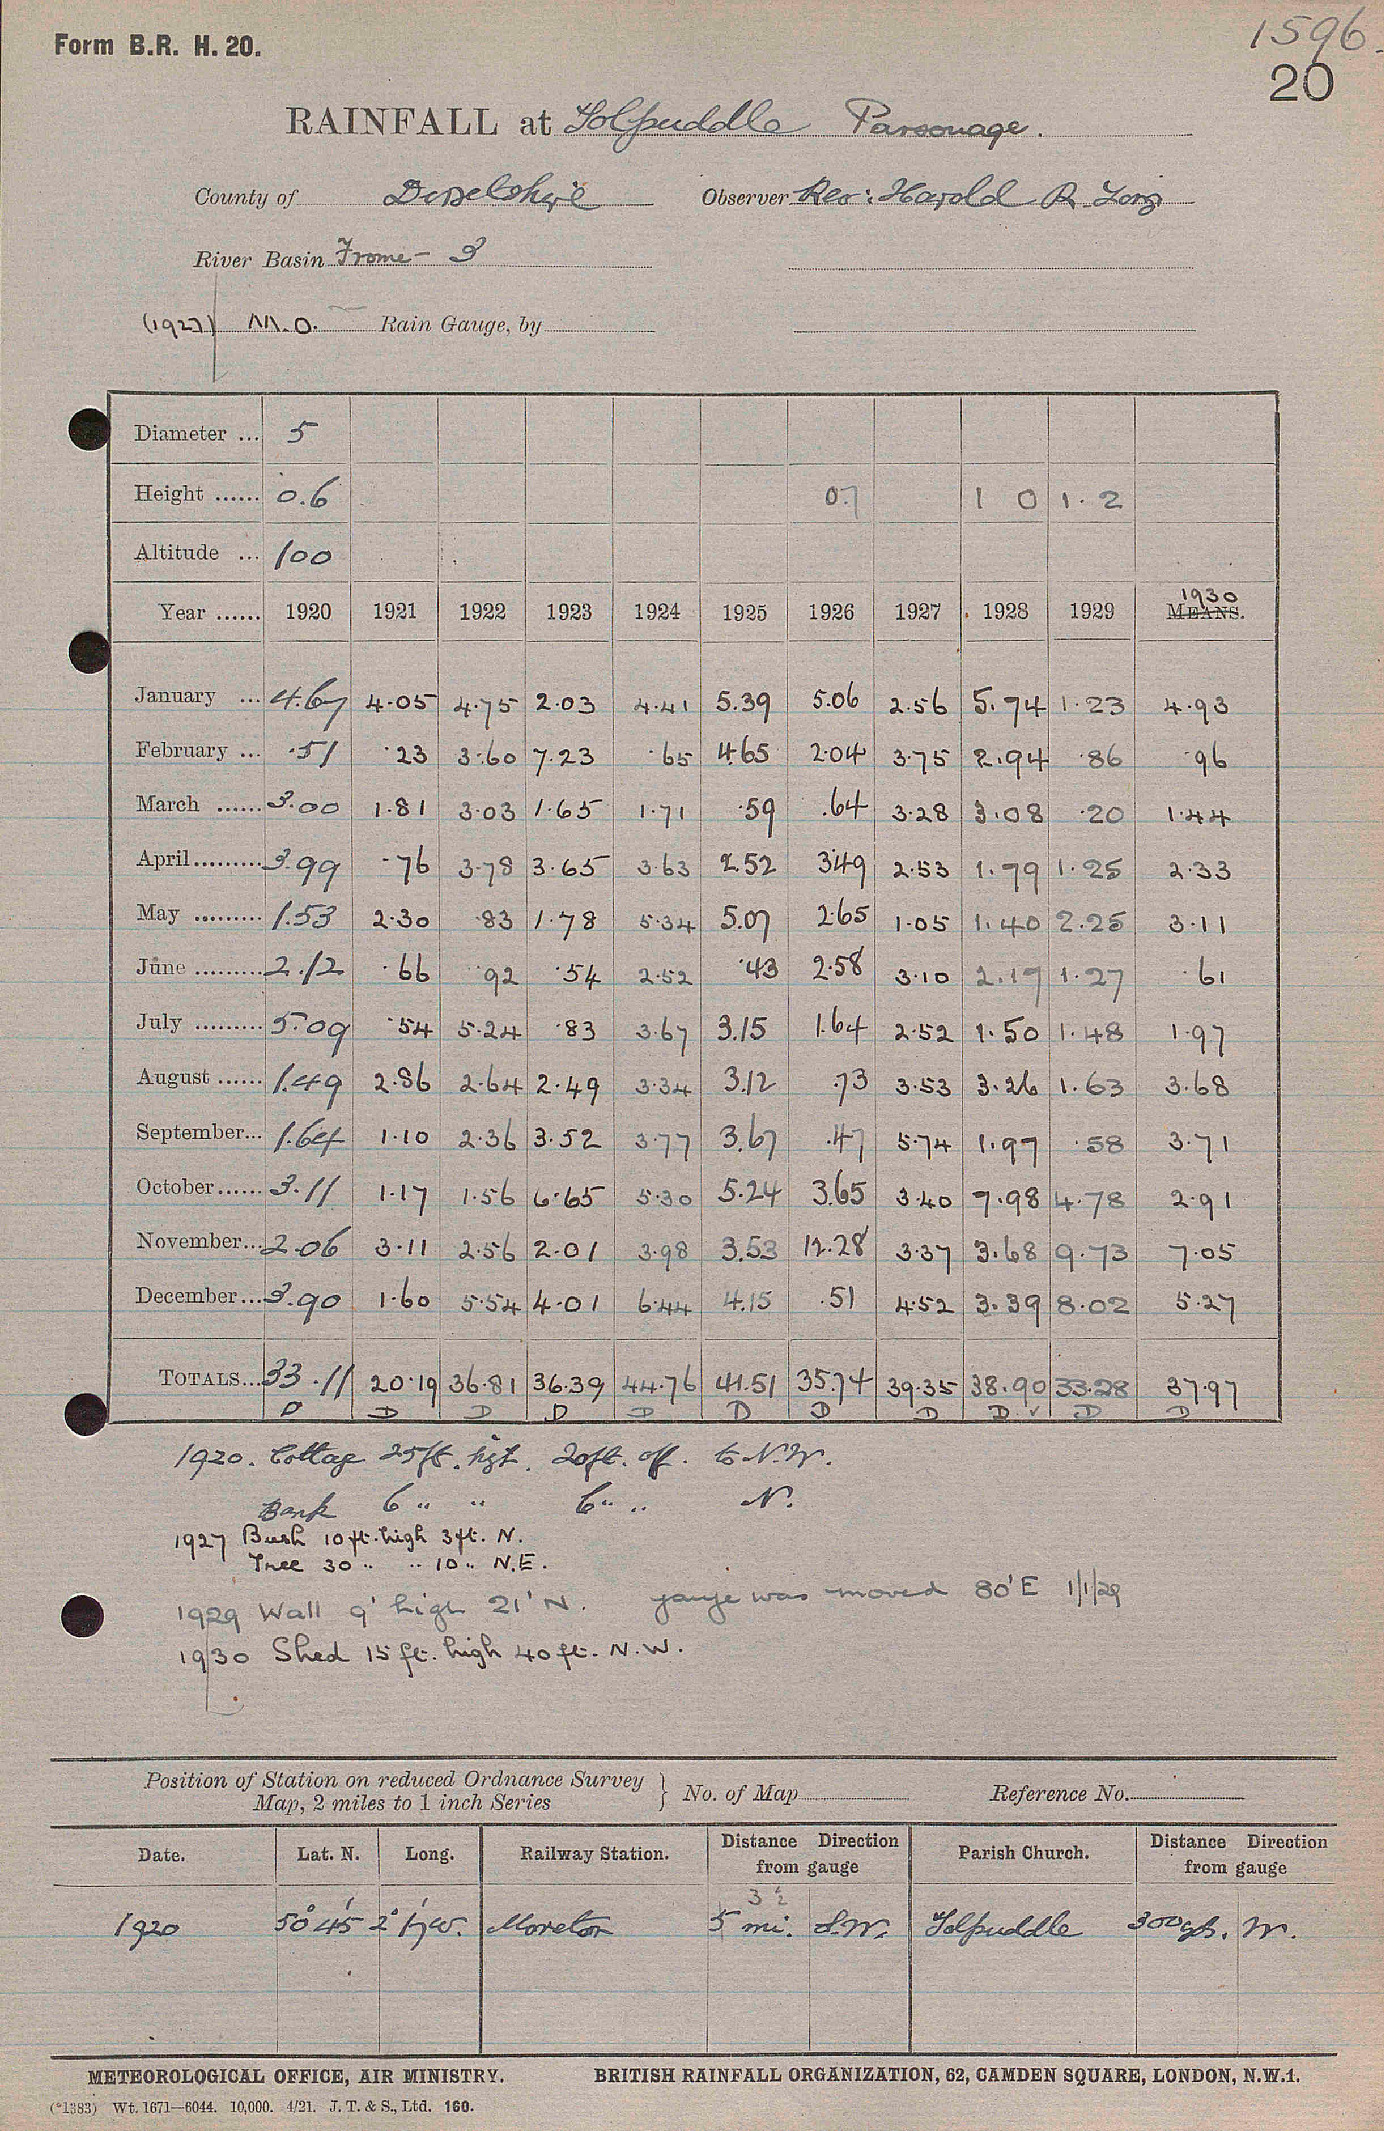 Form B.R. H. 20.
1596.
20
RAINFALL at Tolpuddle Parsonage.
County of Dorsetshire Observer Rev: Harold R. Long
River Basin Frome - 3
(1927) M.O. Rain Gauge, by
Diameter ... 5
Height ...... 0.6 0.7 1 0 1.2
Altitude ... 100
Year ...... 1920 1921 1922 1923 1924 1925 1926 1927 1928 1929 MEANS. 1930
January ... 4.67 4.05 4.75 2.03 4.41 5.39 5.06 2.56 5.74 1.23 4.93
February ... .51 .23 3.60 7.23 .65 4.65 2.04 3.75 2.94 .86 .96
March ...... 3.00 1.81 3.03 1.65 1.71 .59 .64 3.28 3.08 .20 1.44
April ......... 3.99 .76 3.78 3.65 3.63 2.52 3.49 2.53 1.79 1.25 2.33
May ......... 1.53 2.30 .83 1.78 5.34 5.07 2.65 1.05 1.40 2.25 3.11
June ......... 2.12 .66 .92 .54 2.52 .43 2.58 3.10 2.17 1.27 .61
July ......... 5.09 .54 5.24 .83 3.67 3.15 1.64 2.52 1.50 1.48 1.97
August ...... 1.49 2.86 2.64 2.49 3.34 3.12 .73 3.53 3.26 1.63 3.68
September... 1.64 1.10 2.36 3.52 3.77 3.67 .47 5.74 1.97 .58 3.71
October...... 3.11 1.17 1.56 6.65 5.30 5.24 3.65 3.40 7.98 4.78 2.91
November... 2.06 3.11 2.56 2.01 3.98 3.53 12.28 3.37 3.68 9.73 7.05
December... 3.90 1.60 5.54 4.01 6.44 4.15 .51 4.52 3.39 8.02 5.27
TOTALS... 33.11 20.19 36.81 36.39 44.76 41.51 35.74 39.35 38.90 33.28 37.97
D D D D D D D D D ✓ D D
1920. Cottage 25ft. hgt. 20ft. off. to N.W.
Bank 6 " " 6 " " N.
1927 Bush 10 ft. high 3 ft. N.
Tree 30 " " 10 " N.E.
1929 Wall 9' high 21' N. gauge was moved 80' E 1/1/29
1930 Shed 15 ft. high 40 ft. N.W.
Position of Station on reduced Ordnance Survey
Map, 2 miles to 1 inch Series } No. of Map Reference No.
Date. Lat. N. Long. Railway Station. Distance Direction from gauge Parish Church. Distance Direction from gauge
3½
1920 50° 45' 2° 17' W. Moreton 5 mi. S.W. Tolpuddle 300 yds. W.
METEOROLOGICAL OFFICE, AIR MINISTRY. BRITISH RAINFALL ORGANIZATION, 62, CAMDEN SQUARE, LONDON, N.W.1.
(*1383) Wt. 1671—6044. 10,000. 4/21. J. T. & S., Ltd. 160.